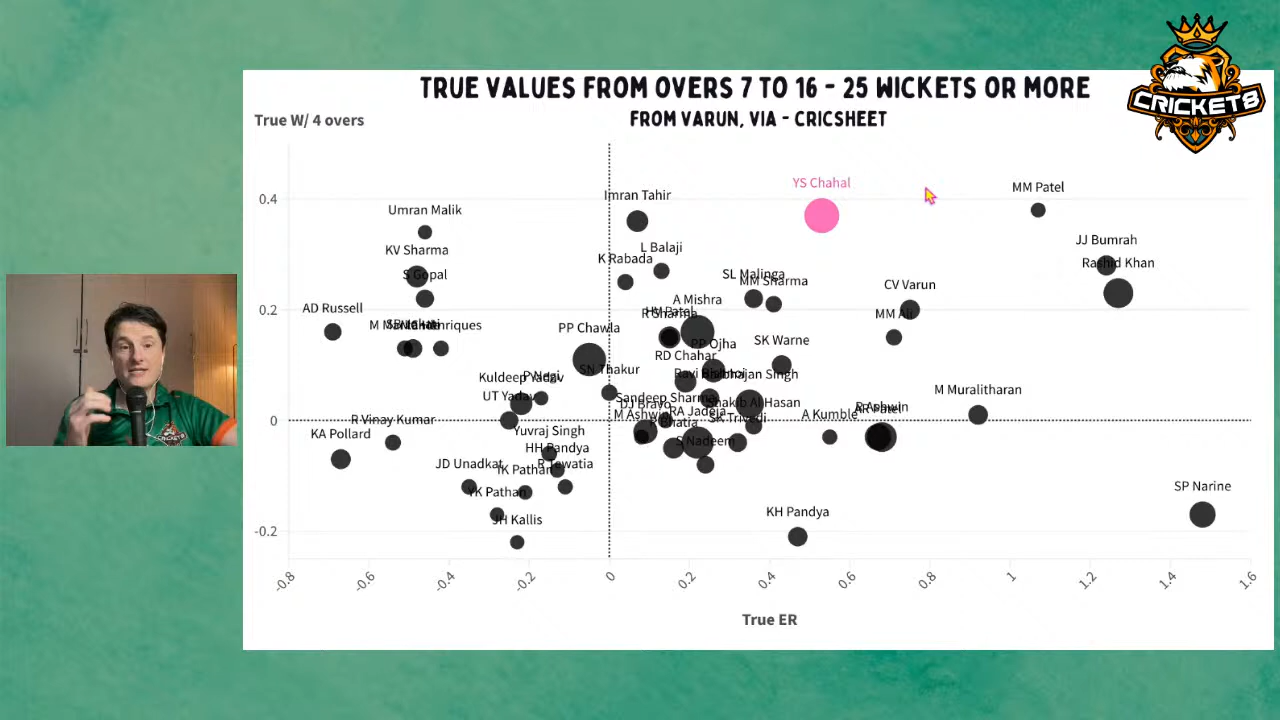 TRUE VALUES FROM OVERS 7 TO 16 - 25 WICKETS OR MORE
FROM VARUN, VIA - CRICSHEET
CRICKET8
True W/ 4 overs
YS Chahal
MM Patel
0.4
Imran Tahir
Umran Malik
JJ Bumrah
KV Sharma
L Balaji
K Rabada
Rashid Khan
S Gopal
SL Malinga
MM Sharma
CV Varun
A Mishra
0.2
AD Russell
MM Ali
PP Chawla
SK Warne
PP Ojha
RD Chahar
SN Thakur
Harbhajan Singh
Kuldeep Yadav
P Negi
M Muralitharan
UT Yadav
Sandeep Sharma
DJ Bravo
Shakib Al Hasan
R Ashwin
R Vinay Kumar
0
M Ashwin
RA Jadeja
SK Trivedi
A Kumble
KA Pollard
Yuvraj Singh
P Bhatia
S Nadeem
HH Pandya
JD Unadkat
IK Pathan
R Tewatia
YK Pathan
SP Narine
JH Kallis
KH Pandya
-0.2
-0.8
-0.6
-0.4
-0.2
0
0.2
0.4
0.6
0.8
1
1.2
1.4
1.6
True ER